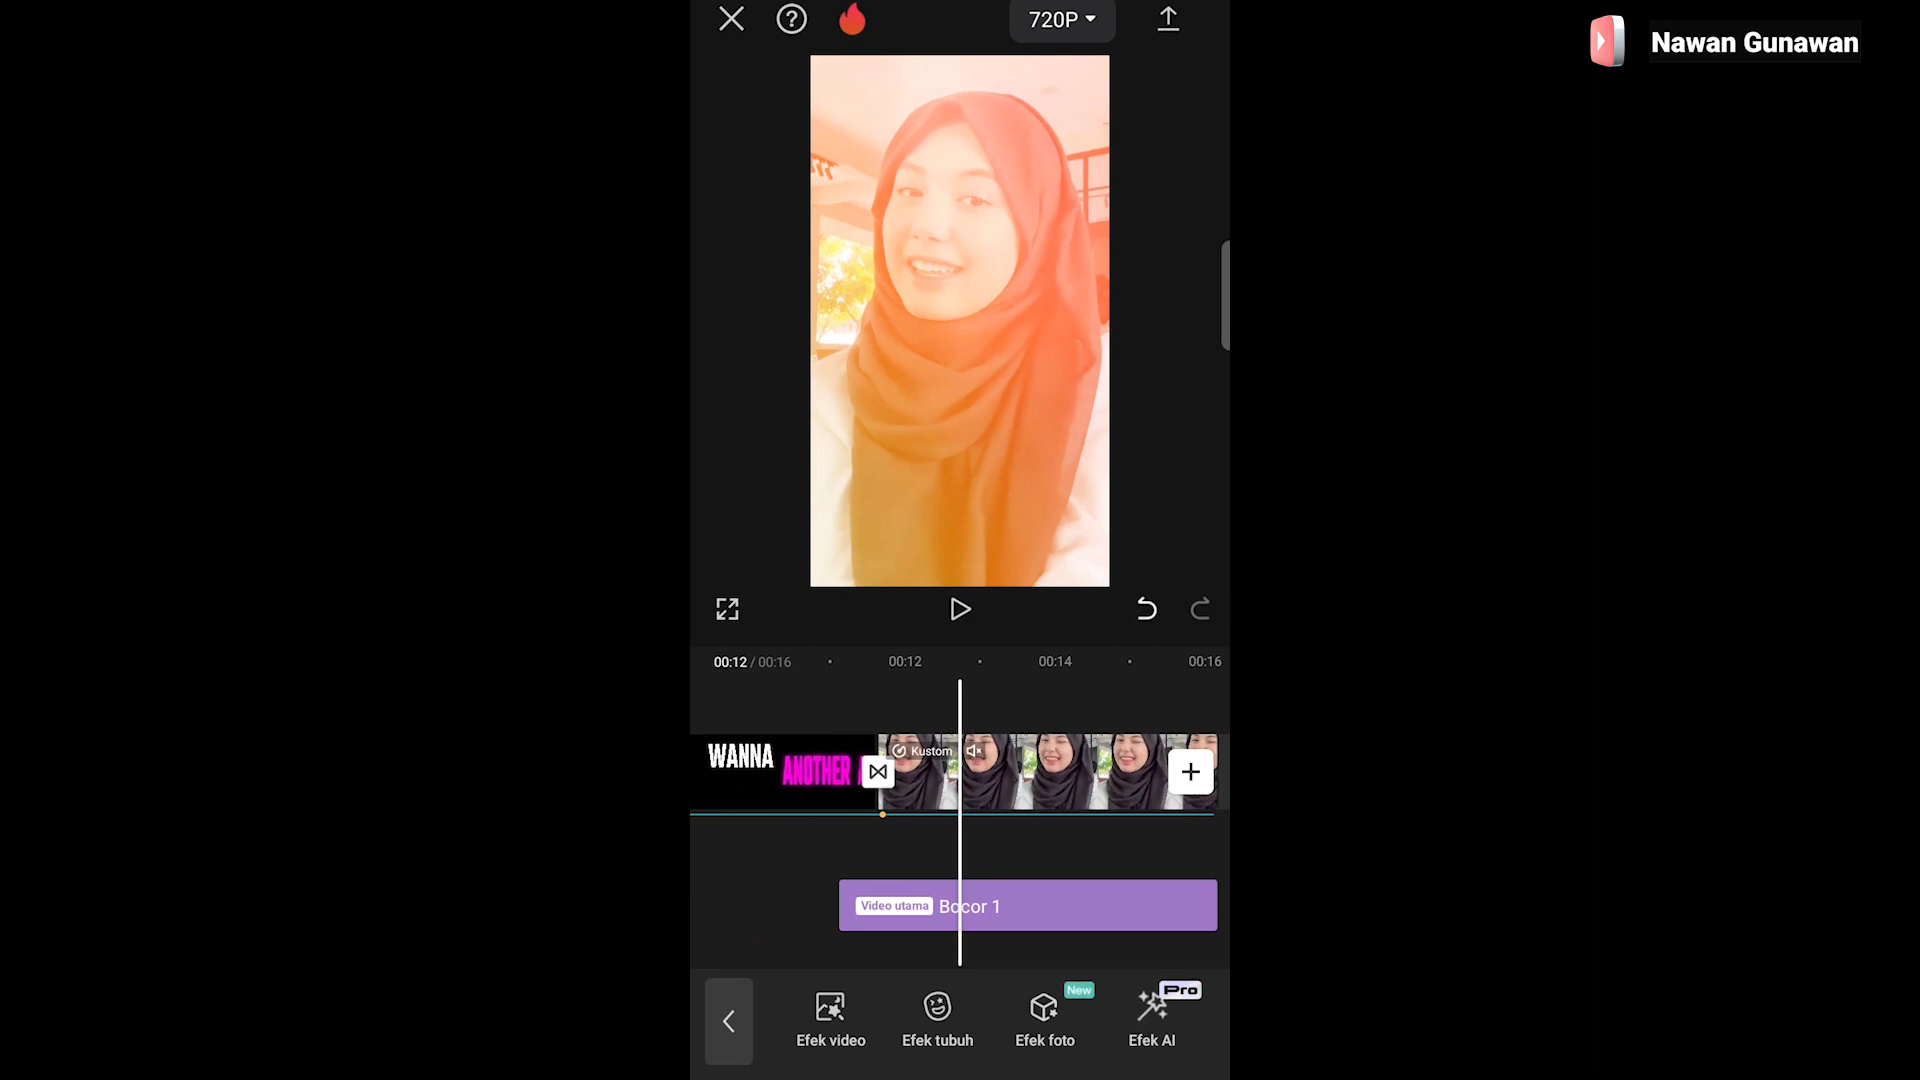 720P
Nawan Gunawan
00:12 / 00:16
00:12
00:14
00:16
WANNA
ANOTHER
Kustom
Video utama
Bocor 1
New
Pro
Efek video
Efek tubuh
Efek foto
Efek AI